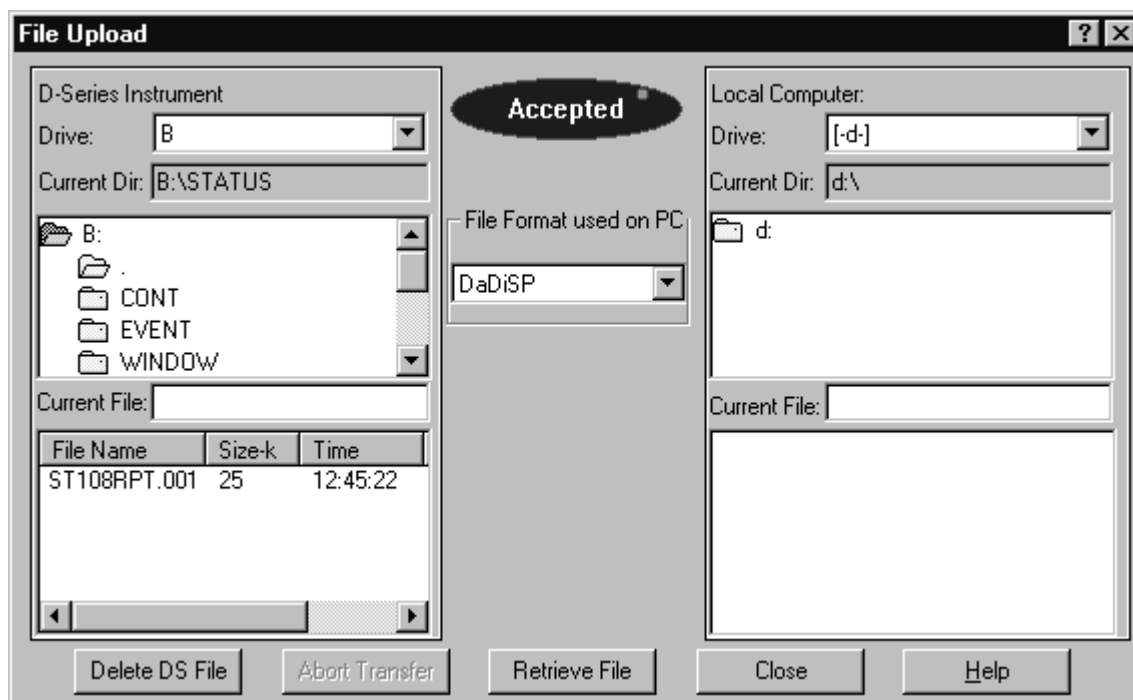 File Upload
D-Series Instrument
Drive: B
Current Dir: B:\STATUS
B:
.
CONT
EVENT
WINDOW
Current File:
File Name Size-k Time
ST108RPT.001 25 12:45:22
Accepted
File Format used on PC
DaDiSP
Local Computer:
Drive: [-d-]
Current Dir: d:\
d:
Current File:
Delete DS File Abort Transfer Retrieve File Close Help